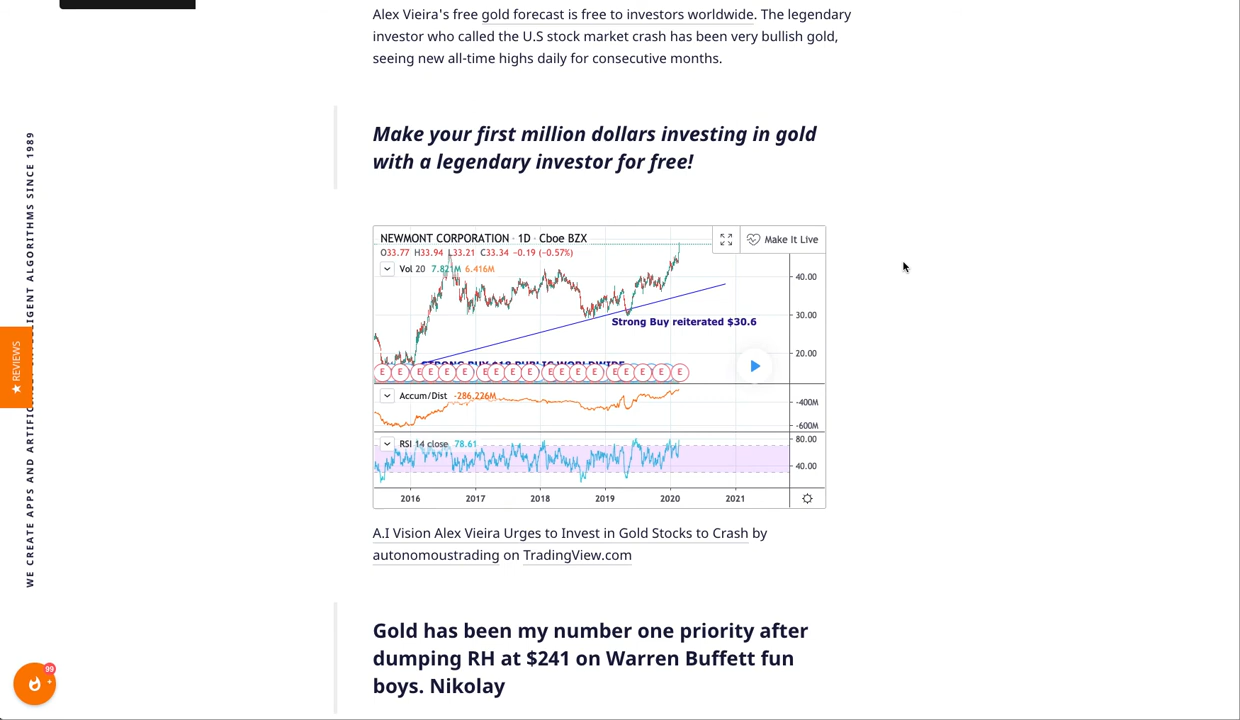 Alex Vieira's free gold forecast is free to investors worldwide. The legendary
investor who called the U.S stock market crash has been very bullish gold,
seeing new all-time highs daily for consecutive months.
Make your first million dollars investing in gold
with a legendary investor for free!
NEWMONT CORPORATION · 1D · Cboe BZX
Make It Live
O33.77 H33.94 L33.21 C33.34 −0.19 (−0.57%)
Vol 20 7.821M 6.416M
40.00
30.00
Strong Buy reiterated $30.6
20.00
E E E E E E E E E E E E E E E E E E E
Accum/Dist -286.226M
-400M
-600M
RSI 14 close 78.61
80.00
40.00
2016 2017 2018 2019 2020 2021
A.I Vision Alex Vieira Urges to Invest in Gold Stocks to Crash by
autonomoustrading on TradingView.com
Gold has been my number one priority after
dumping RH at $241 on Warren Buffett fun
boys. Nikolay
WE CREATE APPS AND
ALGORITHMS SINCE 1989
★ REVIEWS
99